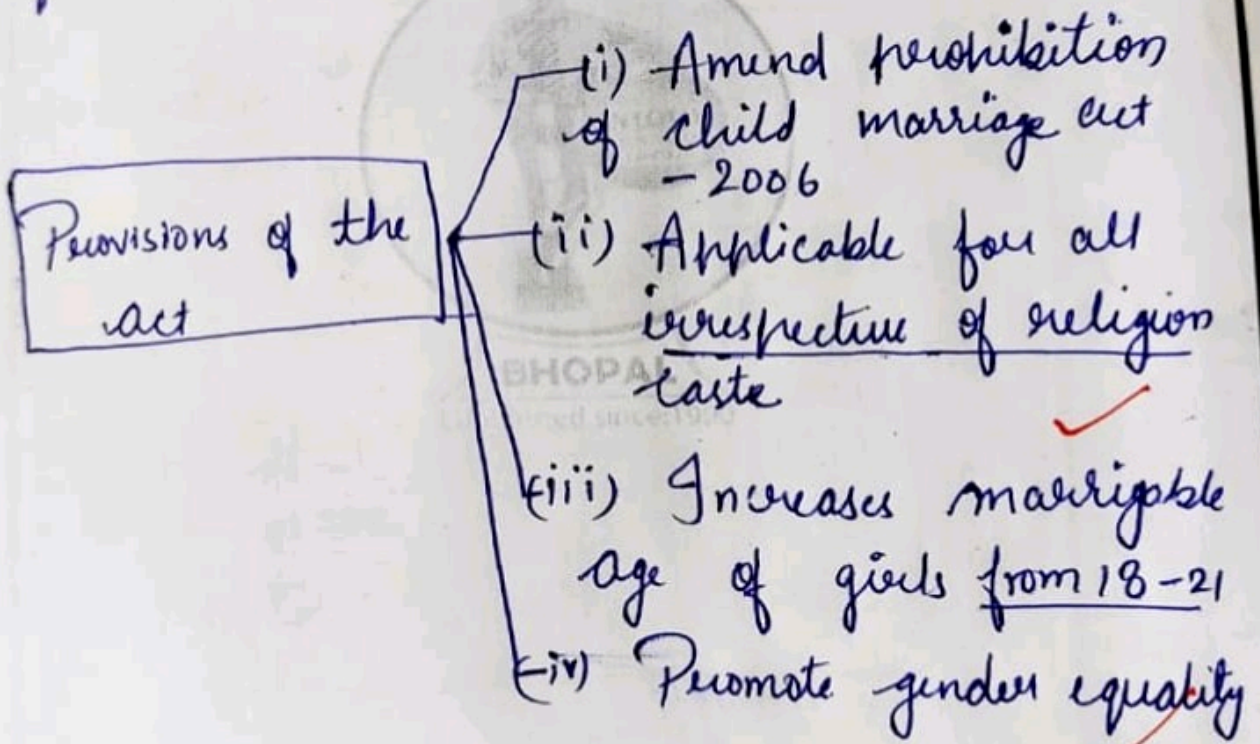 Provisions of the
act
(i) Amend prohibition
of child marriage act
- 2006
(ii) Applicable for all
irrespective of religion
caste
(iii) Increases marrigable
age of girls from 18-21
(iv) Promote gender equality
BHOPAL